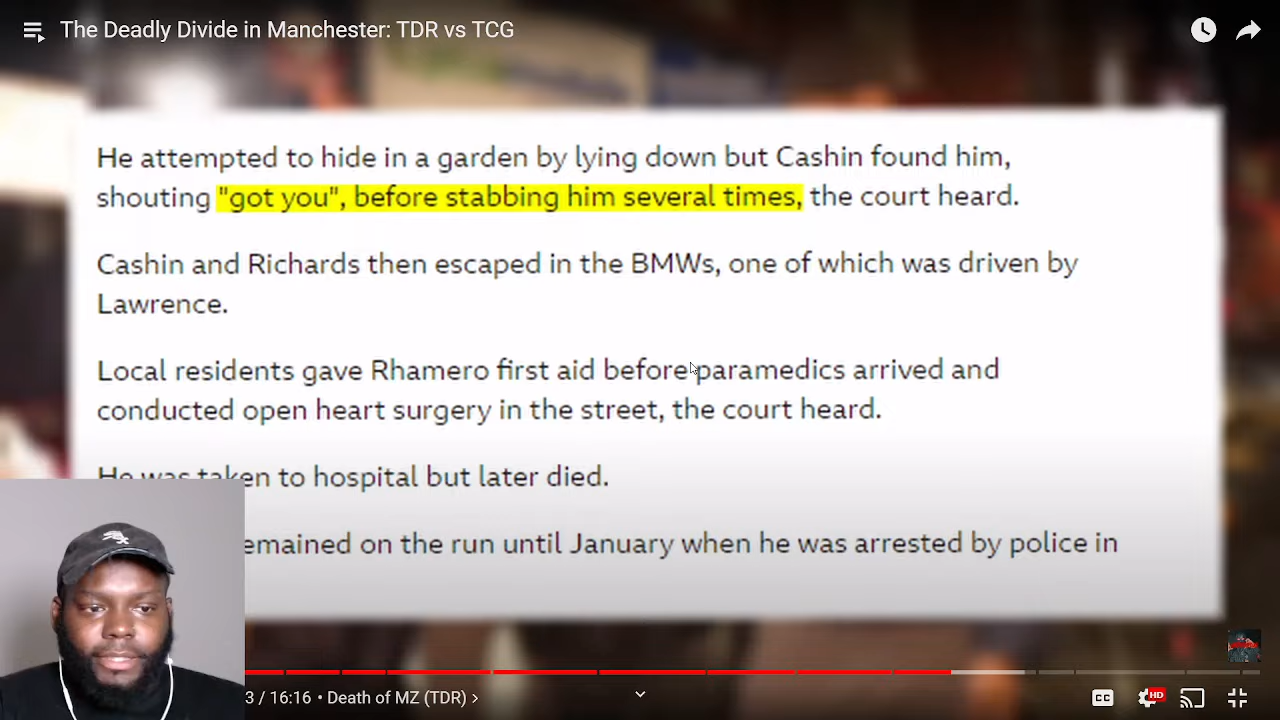 The Deadly Divide in Manchester: TDR vs TCG
He attempted to hide in a garden by lying down but Cashin found him,
shouting "got you", before stabbing him several times, the court heard.
Cashin and Richards then escaped in the BMWs, one of which was driven by
Lawrence.
Local residents gave Rhamero first aid before paramedics arrived and
conducted open heart surgery in the street, the court heard.
He was taken to hospital but later died.
emained on the run until January when he was arrested by police in
3 / 16:16 • Death of MZ (TDR) >
CC
HD